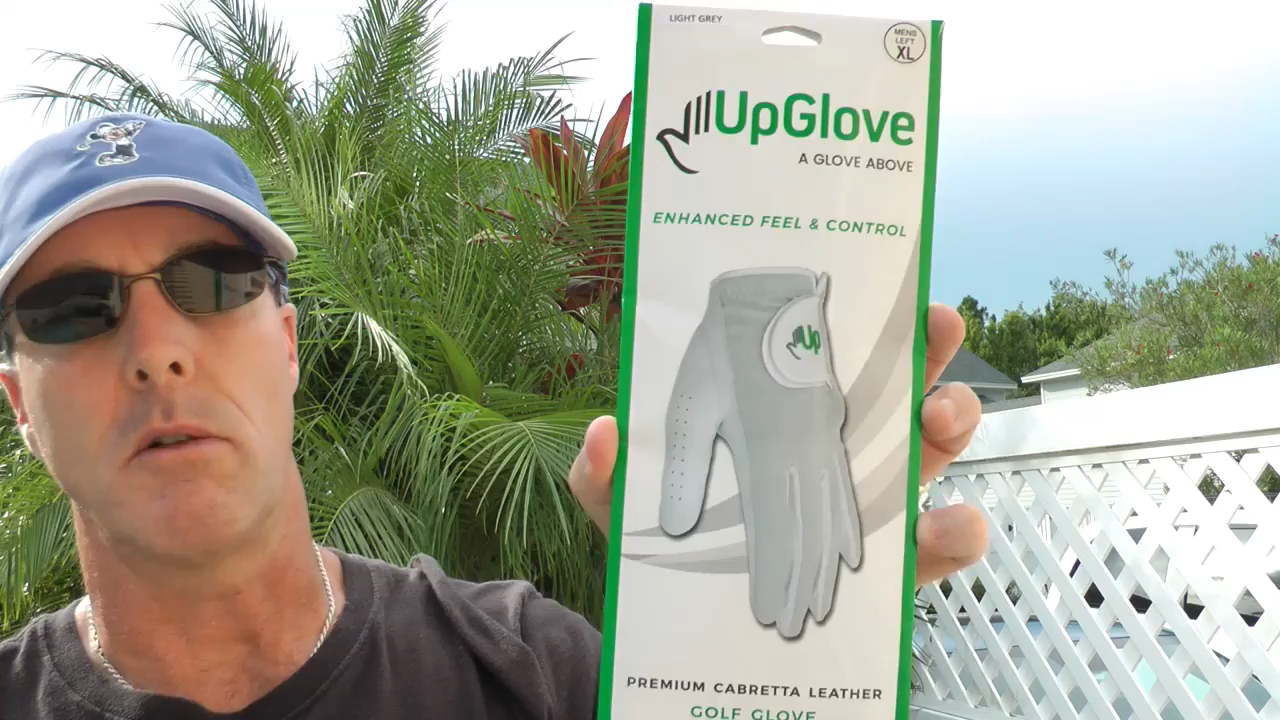 LIGHT GREY
MENS
LEFT
XL
UpGlove
A GLOVE ABOVE
ENHANCED FEEL & CONTROL
Up
PREMIUM CABRETTA LEATHER
GOLF GLOVE